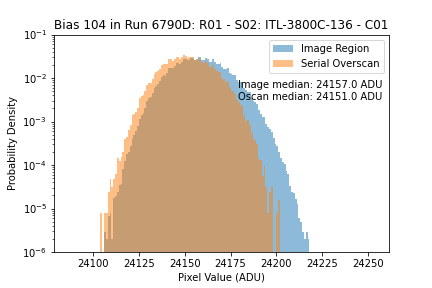 Bias 104 in Run 6790D: R01 - S02: ITL-3800C-136 - C01
Image Region
Serial Overscan
Image median: 24157.0 ADU
Oscan median: 24151.0 ADU
Probability Density
10⁻¹
10⁻²
10⁻³
10⁻⁴
10⁻⁵
10⁻⁶
24100 24125 24150 24175 24200 24225 24250
Pixel Value (ADU)